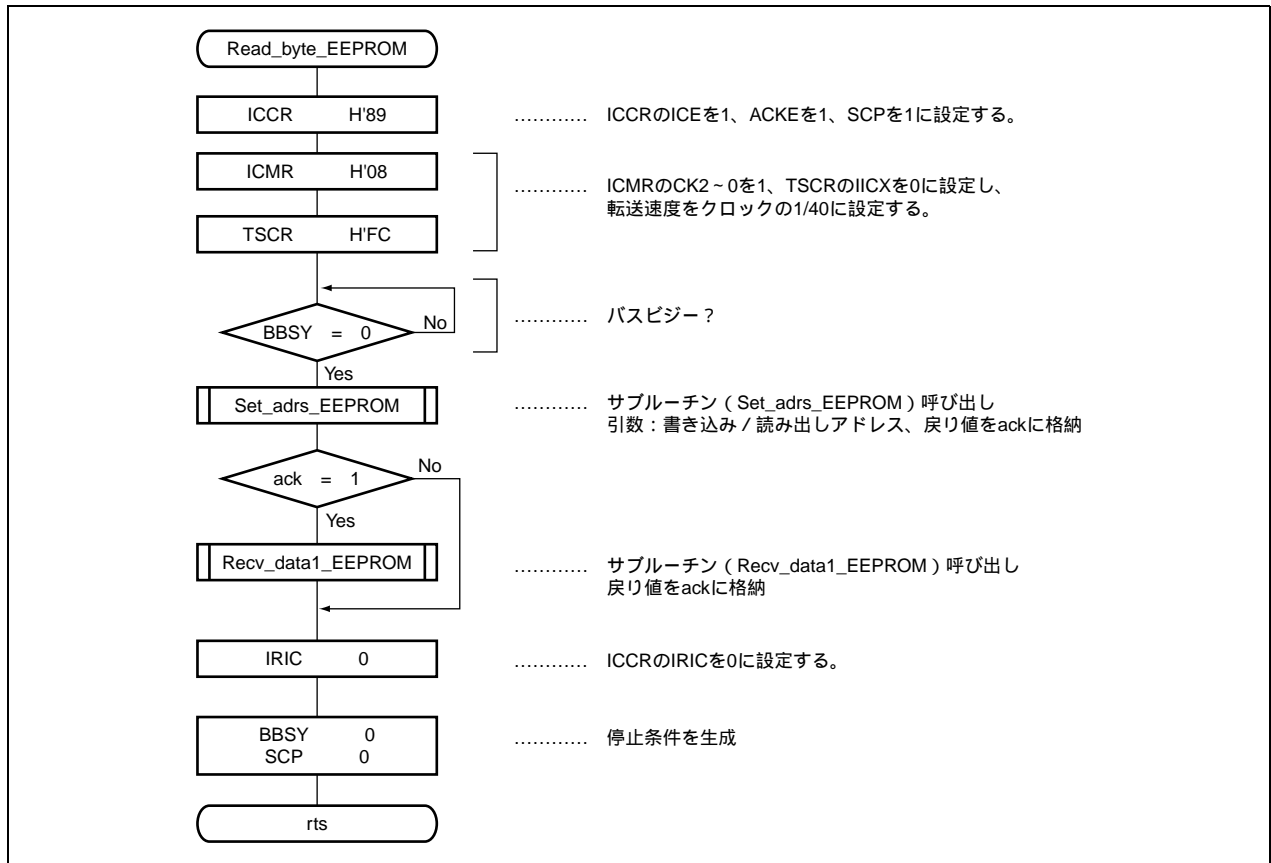 Read_byte_EEPROM
ICCR H'89 ………… ICCRのICEを1、ACKEを1、SCPを1に設定する。
ICMR H'08
………… ICMRのCK2～0を1、TSCRのIICXを0に設定し、
転送速度をクロックの1/40に設定する。
TSCR H'FC
BBSY = 0 No ………… バスビジー？
Yes
Set_adrs_EEPROM ………… サブルーチン（Set_adrs_EEPROM）呼び出し
引数：書き込み／読み出しアドレス、戻り値をackに格納
ack = 1 No
Yes
Recv_data1_EEPROM ………… サブルーチン（Recv_data1_EEPROM）呼び出し
戻り値をackに格納
IRIC 0 ………… ICCRのIRICを0に設定する。
BBSY 0
SCP 0 ………… 停止条件を生成
rts